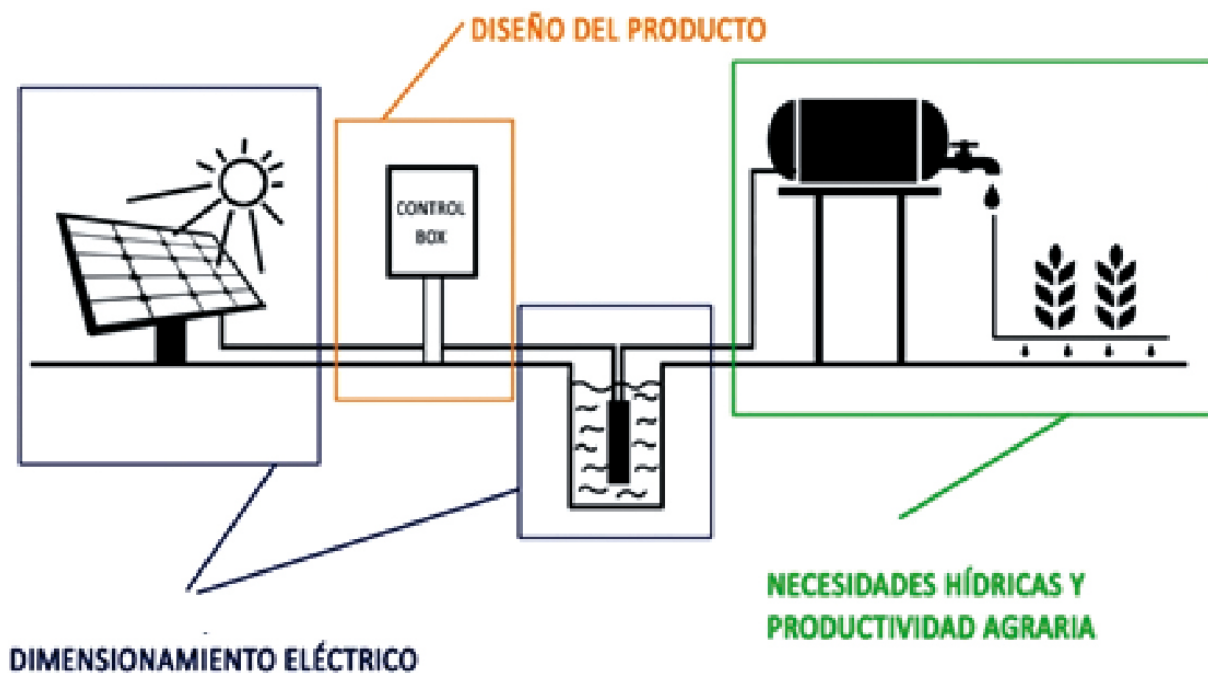 DISEÑO DEL PRODUCTO
CONTROL
BOX
NECESIDADES HÍDRICAS Y
PRODUCTIVIDAD AGRARIA
DIMENSIONAMIENTO ELÉCTRICO